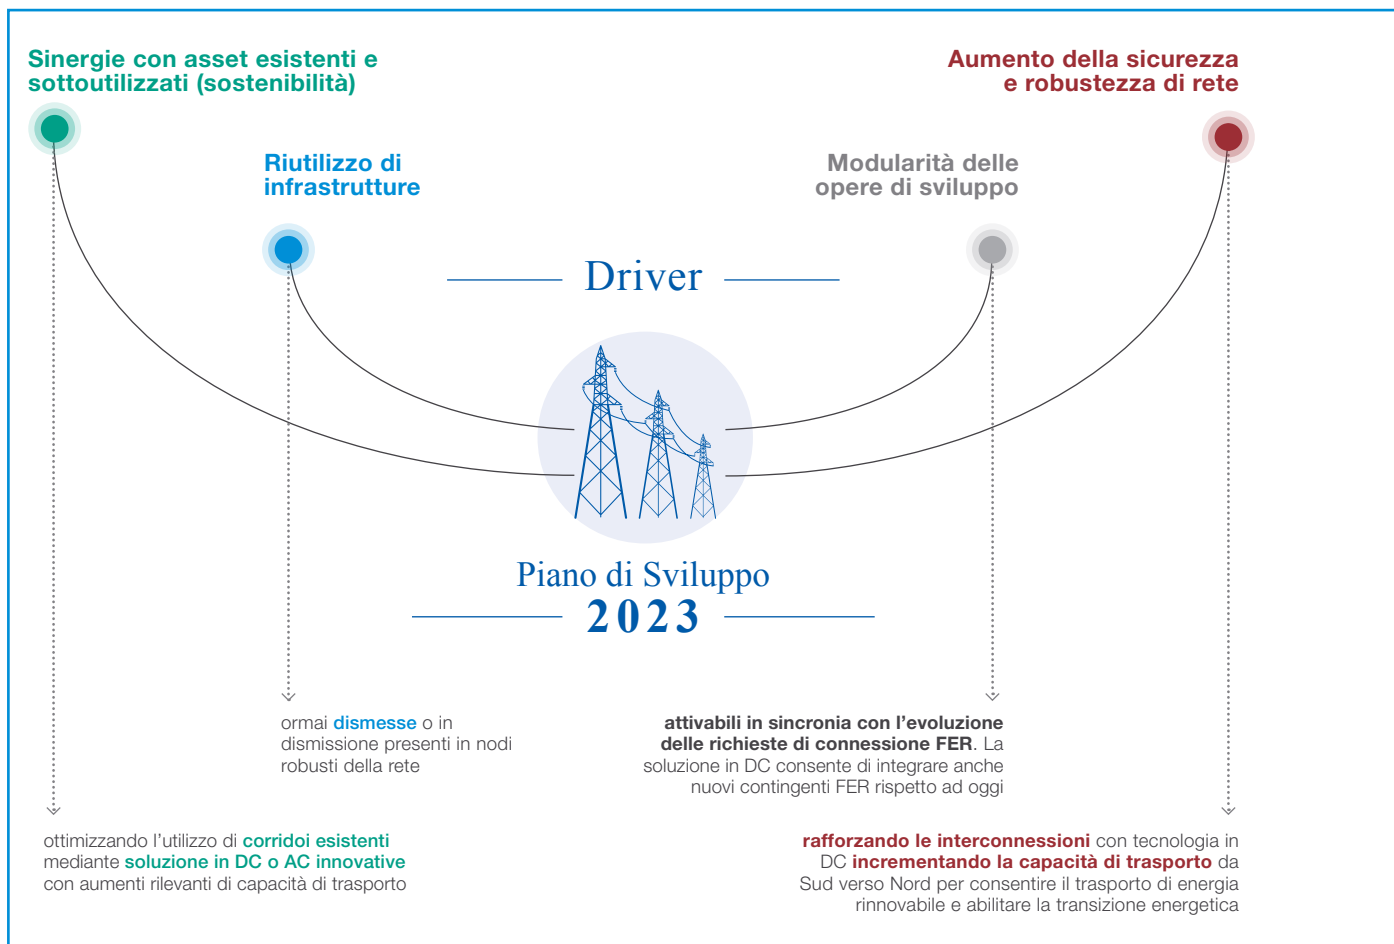 Sinergie con asset esistenti e
sottoutilizzati (sostenibilità)
Aumento della sicurezza
e robustezza di rete
Riutilizzo di
infrastrutture
Modularità delle
opere di sviluppo
Driver
Piano di Sviluppo
2023
ormai dismesse o in
dismissione presenti in nodi
robusti della rete
attivabili in sincronia con l’evoluzione
delle richieste di connessione FER. La
soluzione in DC consente di integrare anche
nuovi contingenti FER rispetto ad oggi
ottimizzando l’utilizzo di corridoi esistenti
mediante soluzione in DC o AC innovative
con aumenti rilevanti di capacità di trasporto
rafforzando le interconnessioni con tecnologia in
DC incrementando la capacità di trasporto da
Sud verso Nord per consentire il trasporto di energia
rinnovabile e abilitare la transizione energetica